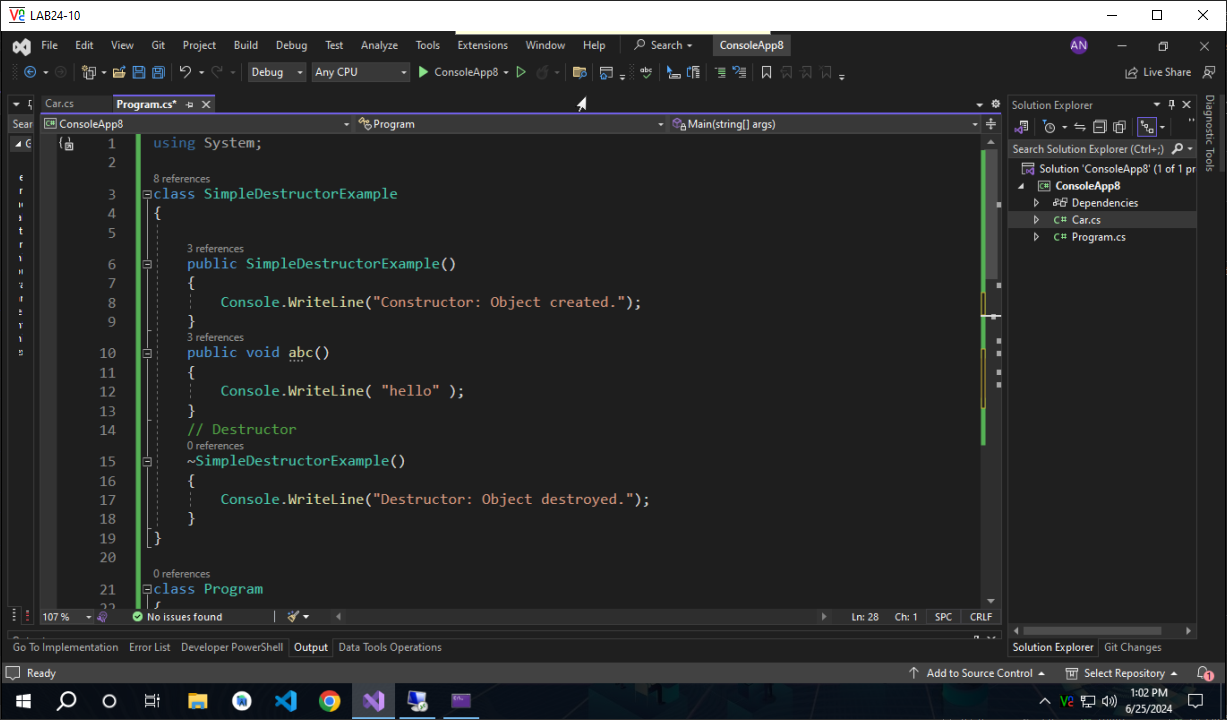 LAB24-10
File Edit View Git Project Build Debug Test Analyze Tools Extensions Window Help Search ConsoleApp8 AN
Debug Any CPU ConsoleApp8 Live Share
Car.cs Program.cs*
Sear ConsoleApp8 Program Main(string[] args)
1 using System;
2
8 references
3 class SimpleDestructorExample
4 {
5
3 references
6 public SimpleDestructorExample()
7 {
8 Console.WriteLine("Constructor: Object created.");
9 }
3 references
10 public void abc()
11 {
12 Console.WriteLine( "hello" );
13 }
14 // Destructor
0 references
15 ~SimpleDestructorExample()
16 {
17 Console.WriteLine("Destructor: Object destroyed.");
18 }
19 }
20
0 references
21 class Program
22 {
107 % No issues found Ln: 28 Ch: 1 SPC CRLF
Solution Explorer
Search Solution Explorer (Ctrl+;)
Solution 'ConsoleApp8' (1 of 1 pr
ConsoleApp8
Dependencies
C# Car.cs
C# Program.cs
Diagnostic Tools
Solution Explorer Git Changes
Go To Implementation Error List Developer PowerShell Output Data Tools Operations
Ready Add to Source Control Select Repository 1
1:02 PM
6/25/2024